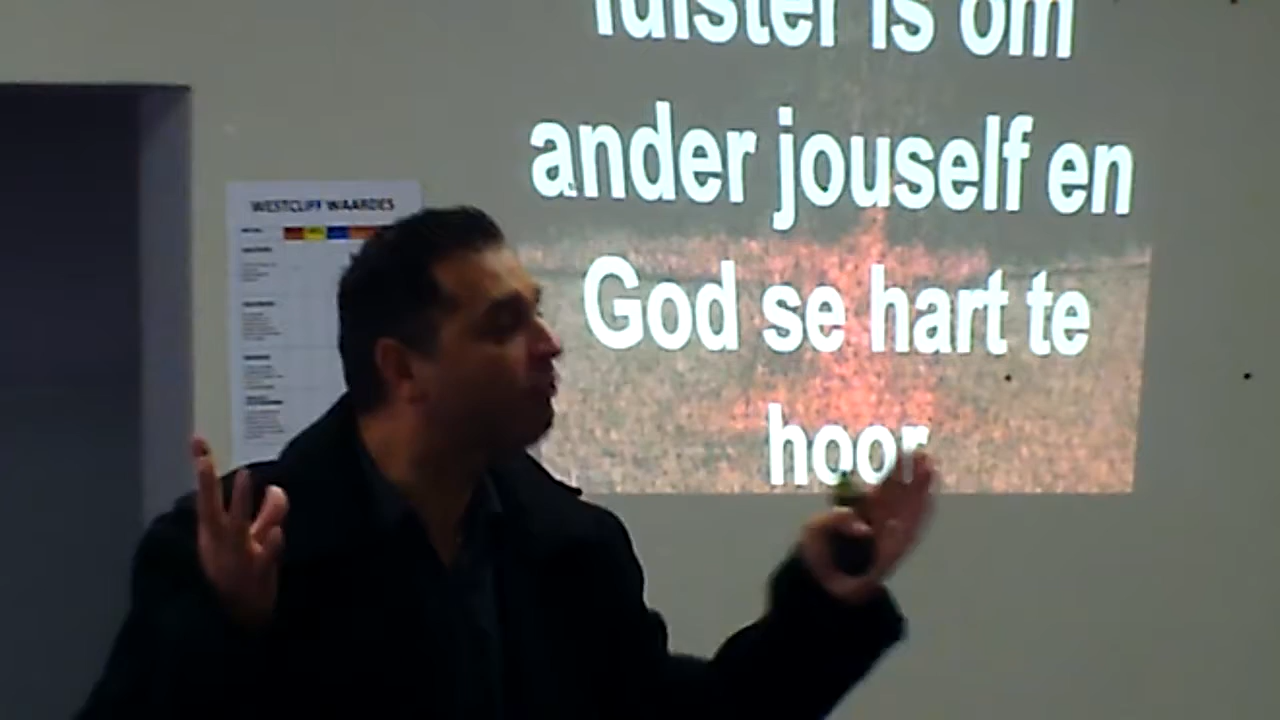 luister is om
ander jouself en
God se hart te
hoor
WESTCLIFF WAARDES